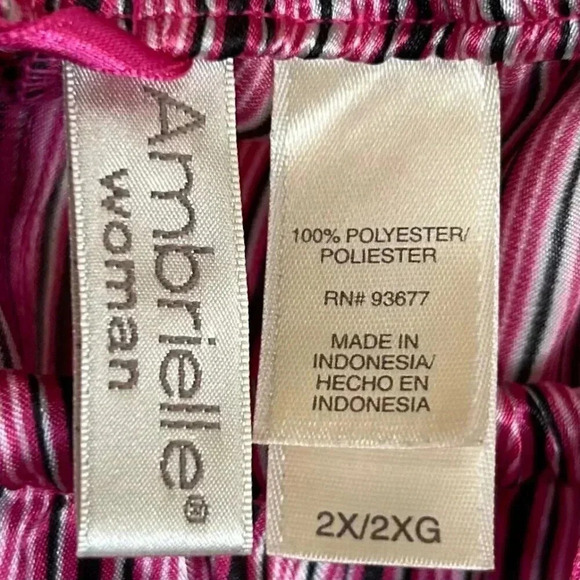 Ambrielle®
woman
100% POLYESTER/
POLIESTER
RN# 93677
MADE IN
INDONESIA/
HECHO EN
INDONESIA
2X/2XG